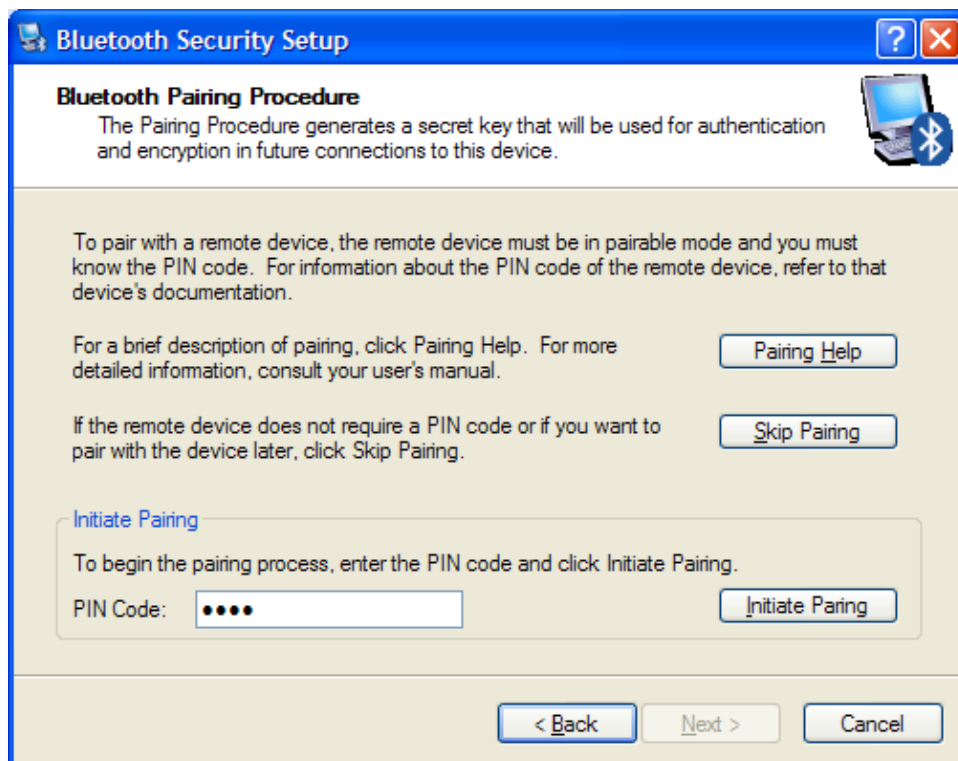 Bluetooth Security Setup
Bluetooth Pairing Procedure
The Pairing Procedure generates a secret key that will be used for authentication
and encryption in future connections to this device.
To pair with a remote device, the remote device must be in pairable mode and you must
know the PIN code.  For information about the PIN code of the remote device, refer to that
device's documentation.
For a brief description of pairing, click Pairing Help.  For more
detailed information, consult your user's manual.
Pairing Help
If the remote device does not require a PIN code or if you want to
pair with the device later, click Skip Pairing.
Skip Pairing
Initiate Pairing
To begin the pairing process, enter the PIN code and click Initiate Pairing.
PIN Code: ●●●● Initiate Paring
< Back Next > Cancel